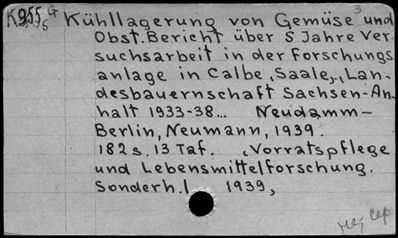 K955 G Kühllagerung von Gemüse und
Obst. Bericht über 5 Jahre Ver
suchsarbeit in der Forschungs
anlage in Calbe, Saale, Lan-
desbauernschaft Sachsen-An-
halt 1933-38... Neudamm-
Berlin, Neumann, 1939.
182 s. 13 Taf. Vorratspflege
und Lebensmittelforschung.
Sonderh. 1 1939,